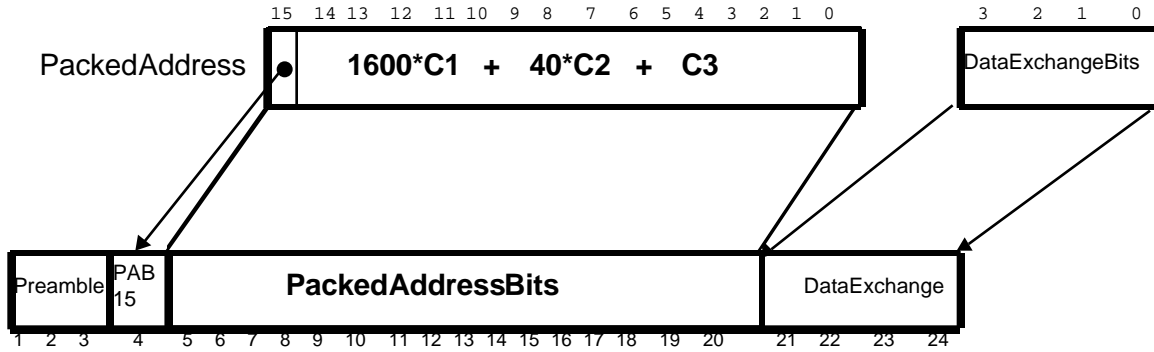 15 14 13 12 11 10 9 8 7 6 5 4 3 2 1 0
3 2 1 0
PackedAddress
1600*C1 + 40*C2 + C3
DataExchangeBits
Preamble
PAB
15
PackedAddressBits
DataExchange
1 2 3 4 5 6 7 8 9 10 11 12 13 14 15 16 17 18 19 20 21 22 23 24